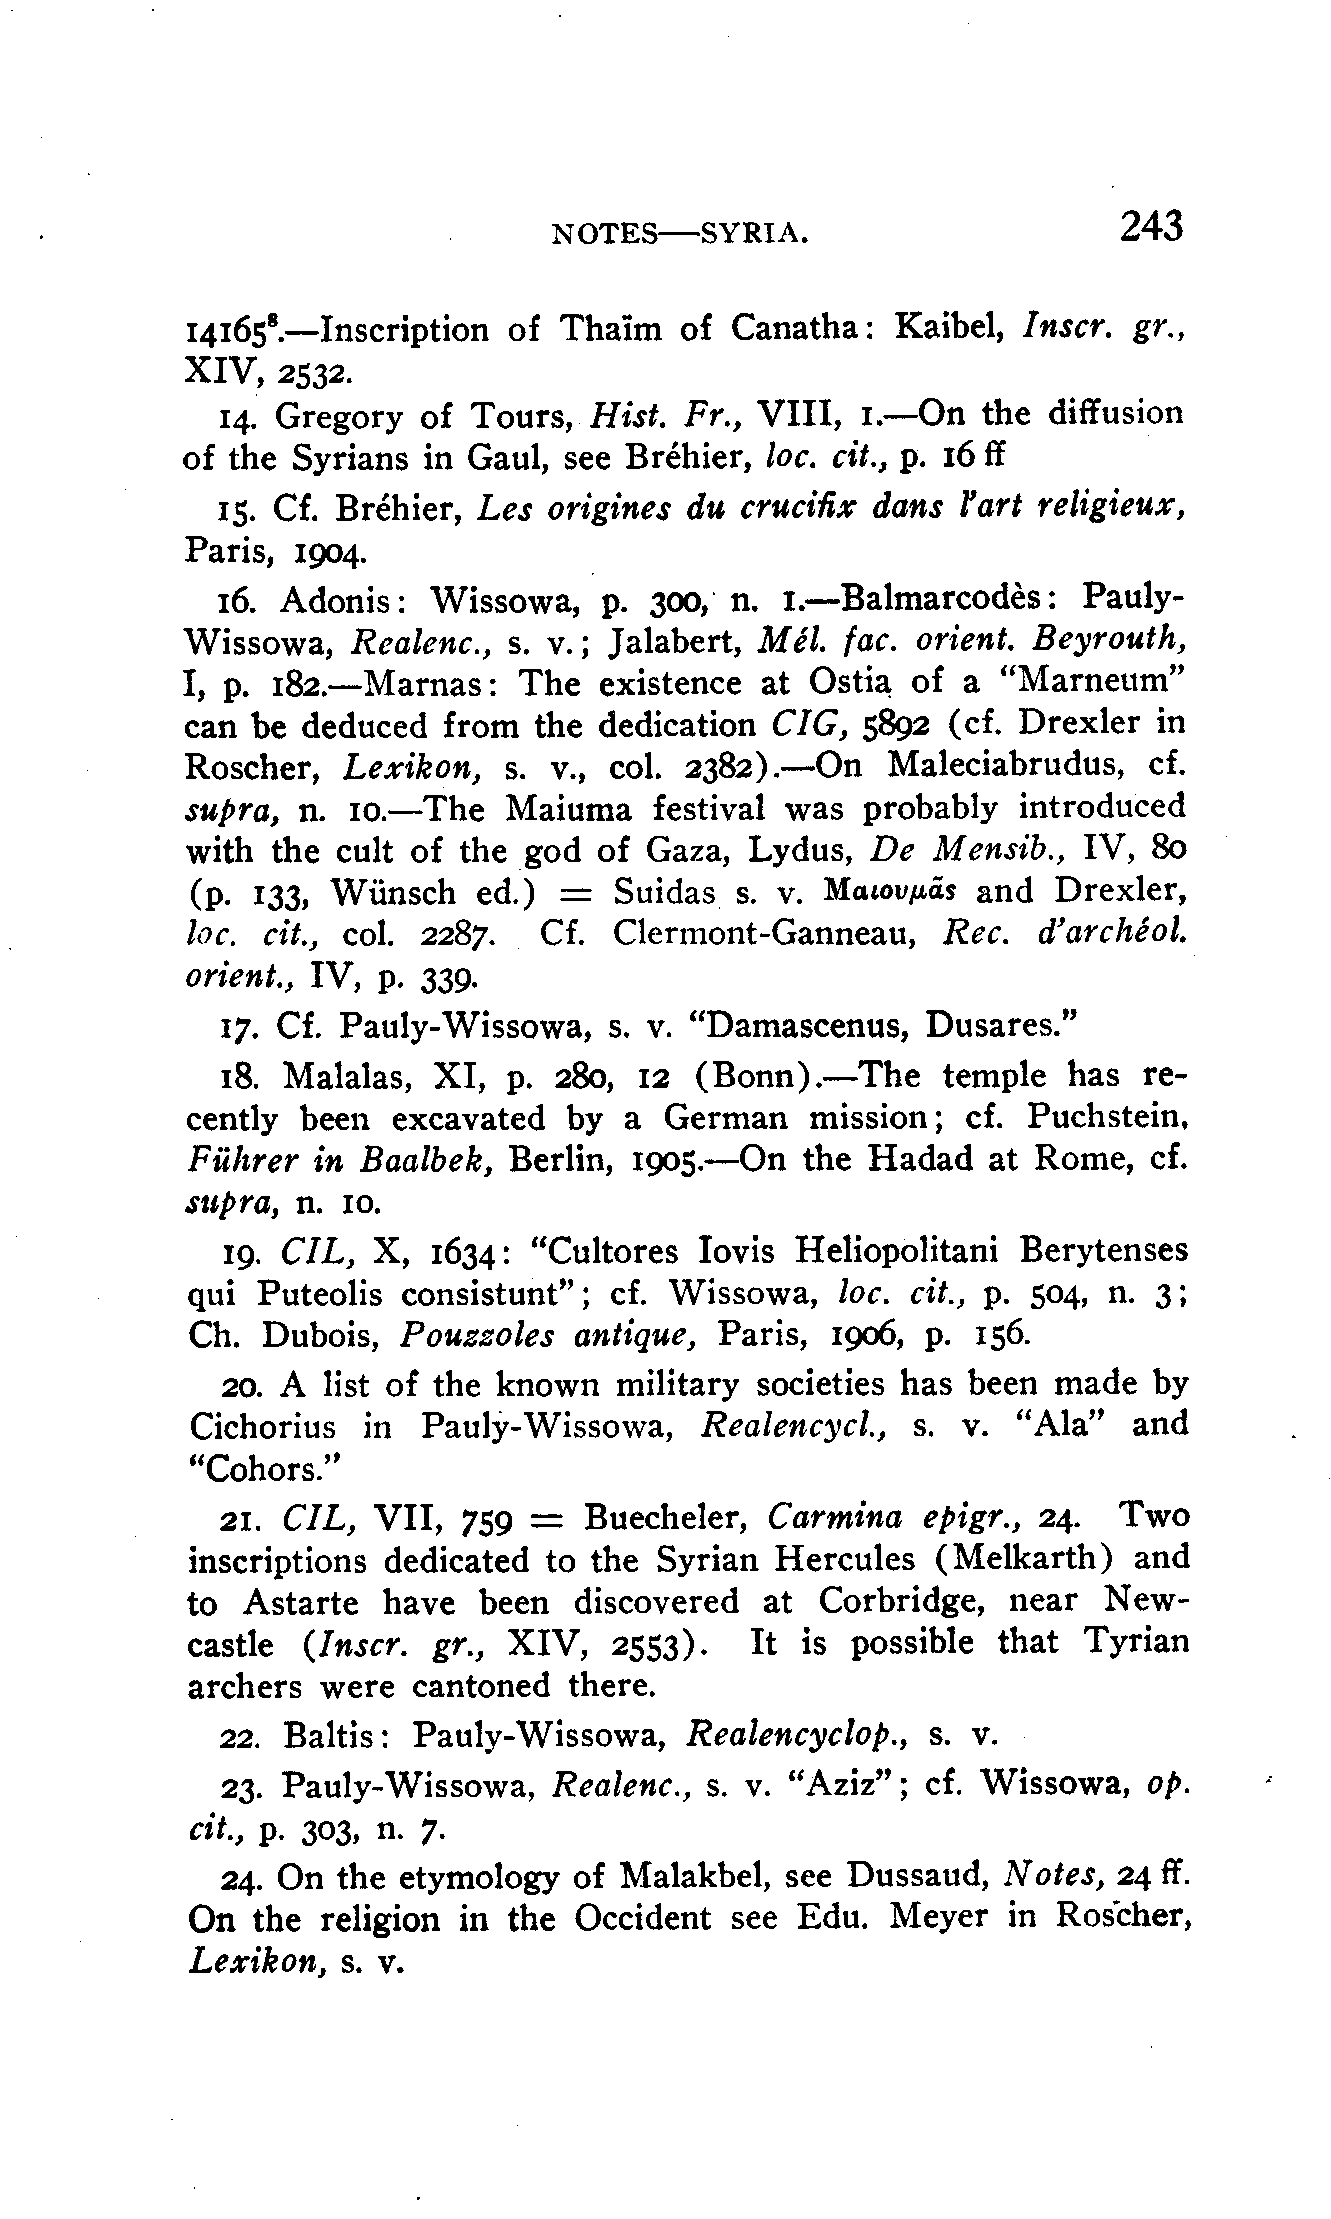 NOTES—SYRIA. 243
14165⁸.—Inscription of Thaïm of Canatha: Kaibel, Inscr. gr.,
XIV, 2532.
14. Gregory of Tours, Hist. Fr., VIII, 1.—On the diffusion
of the Syrians in Gaul, see Bréhier, loc. cit., p. 16 ff
15. Cf. Bréhier, Les origines du crucifix dans l'art religieux,
Paris, 1904.
16. Adonis: Wissowa, p. 300, n. 1.—Balmarcodès: Pauly-
Wissowa, Realenc., s. v.; Jalabert, Mél. fac. orient. Beyrouth,
I, p. 182.—Marnas: The existence at Ostia of a "Marneum"
can be deduced from the dedication CIG, 5892 (cf. Drexler in
Roscher, Lexikon, s. v., col. 2382).—On Maleciabrudus, cf.
supra, n. 10.—The Maiuma festival was probably introduced
with the cult of the god of Gaza, Lydus, De Mensib., IV, 80
(p. 133, Wünsch ed.) = Suidas s. v. Μαιουμᾶς and Drexler,
loc. cit., col. 2287. Cf. Clermont-Ganneau, Rec. d'archéol.
orient., IV, p. 339.
17. Cf. Pauly-Wissowa, s. v. "Damascenus, Dusares."
18. Malalas, XI, p. 280, 12 (Bonn).—The temple has re-
cently been excavated by a German mission; cf. Puchstein,
Führer in Baalbek, Berlin, 1905.—On the Hadad at Rome, cf.
supra, n. 10.
19. CIL, X, 1634: "Cultores Iovis Heliopolitani Berytenses
qui Puteolis consistunt"; cf. Wissowa, loc. cit., p. 504, n. 3;
Ch. Dubois, Pouzzoles antique, Paris, 1906, p. 156.
20. A list of the known military societies has been made by
Cichorius in Pauly-Wissowa, Realencycl., s. v. "Ala" and
"Cohors."
21. CIL, VII, 759 = Buecheler, Carmina epigr., 24. Two
inscriptions dedicated to the Syrian Hercules (Melkarth) and
to Astarte have been discovered at Corbridge, near New-
castle (Inscr. gr., XIV, 2553). It is possible that Tyrian
archers were cantoned there.
22. Baltis: Pauly-Wissowa, Realencyclop., s. v.
23. Pauly-Wissowa, Realenc., s. v. "Aziz"; cf. Wissowa, op.
cit., p. 303, n. 7.
24. On the etymology of Malakbel, see Dussaud, Notes, 24 ff.
On the religion in the Occident see Edu. Meyer in Roscher,
Lexikon, s. v.